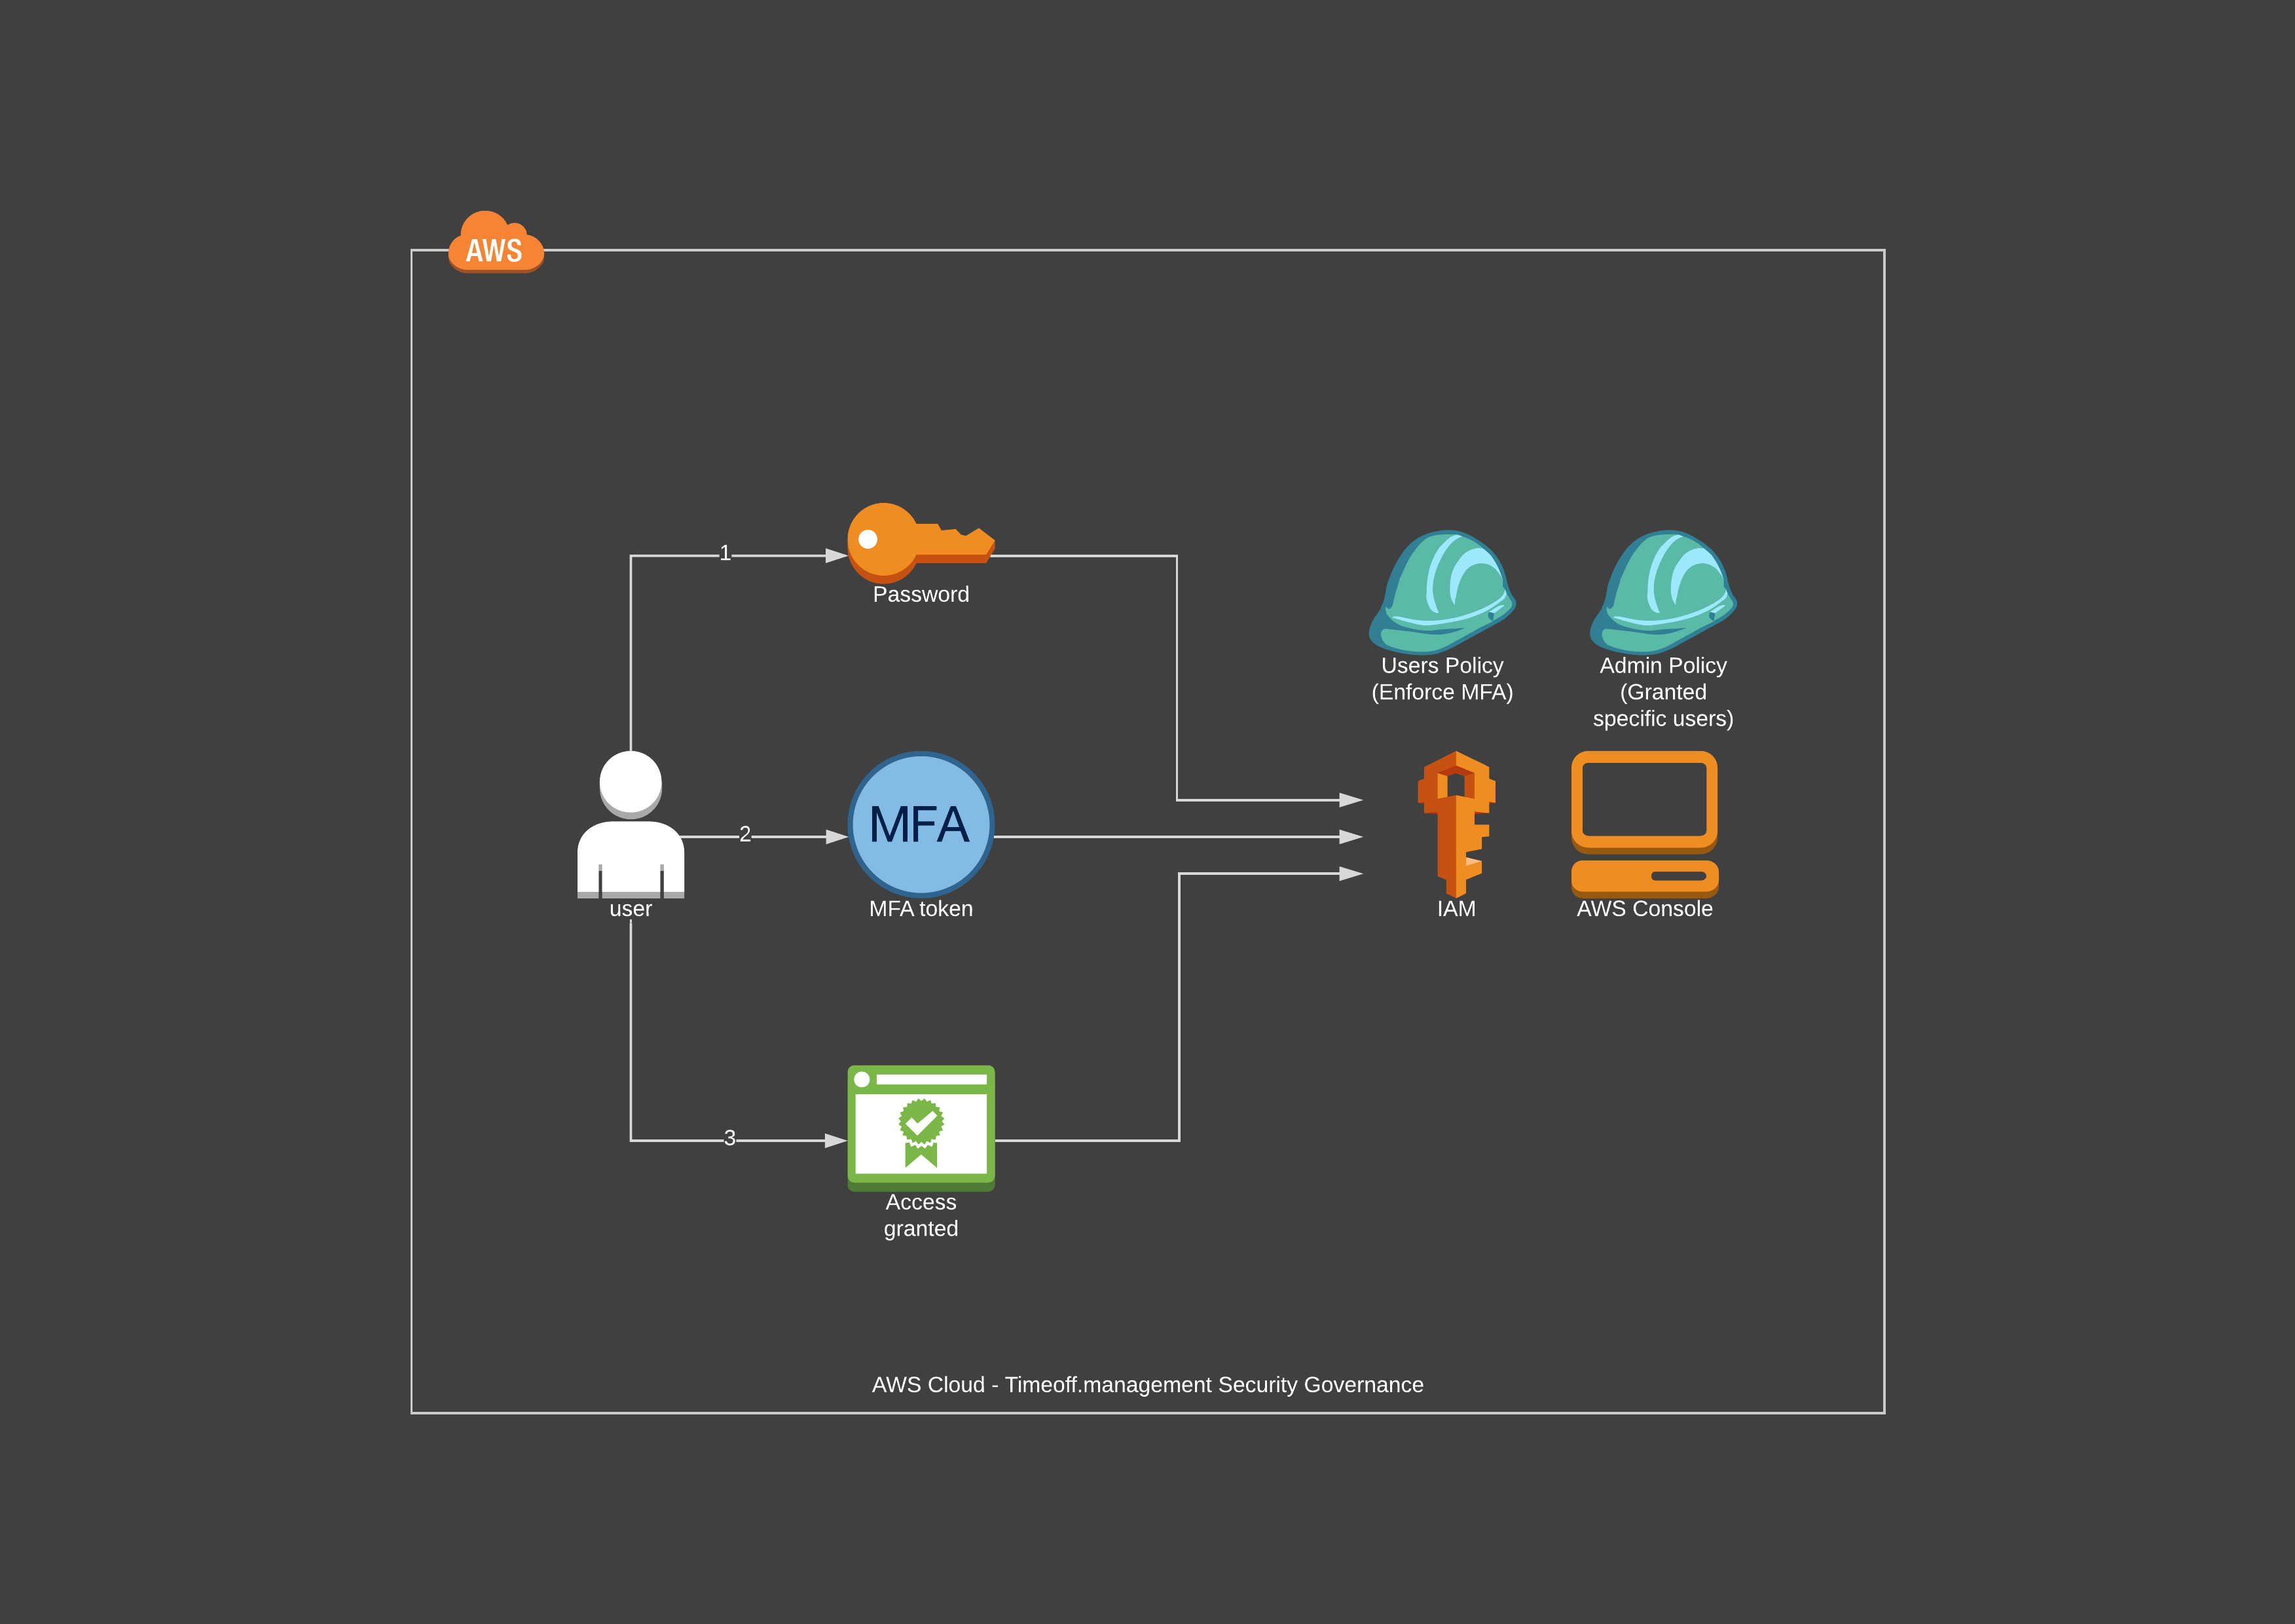 AWS
1
Password
Users Policy
(Enforce MFA)
Admin Policy
(Granted
specific users)
2
MFA
user
MFA token
IAM
AWS Console
3
Access
granted
AWS Cloud - Timeoff.management Security Governance